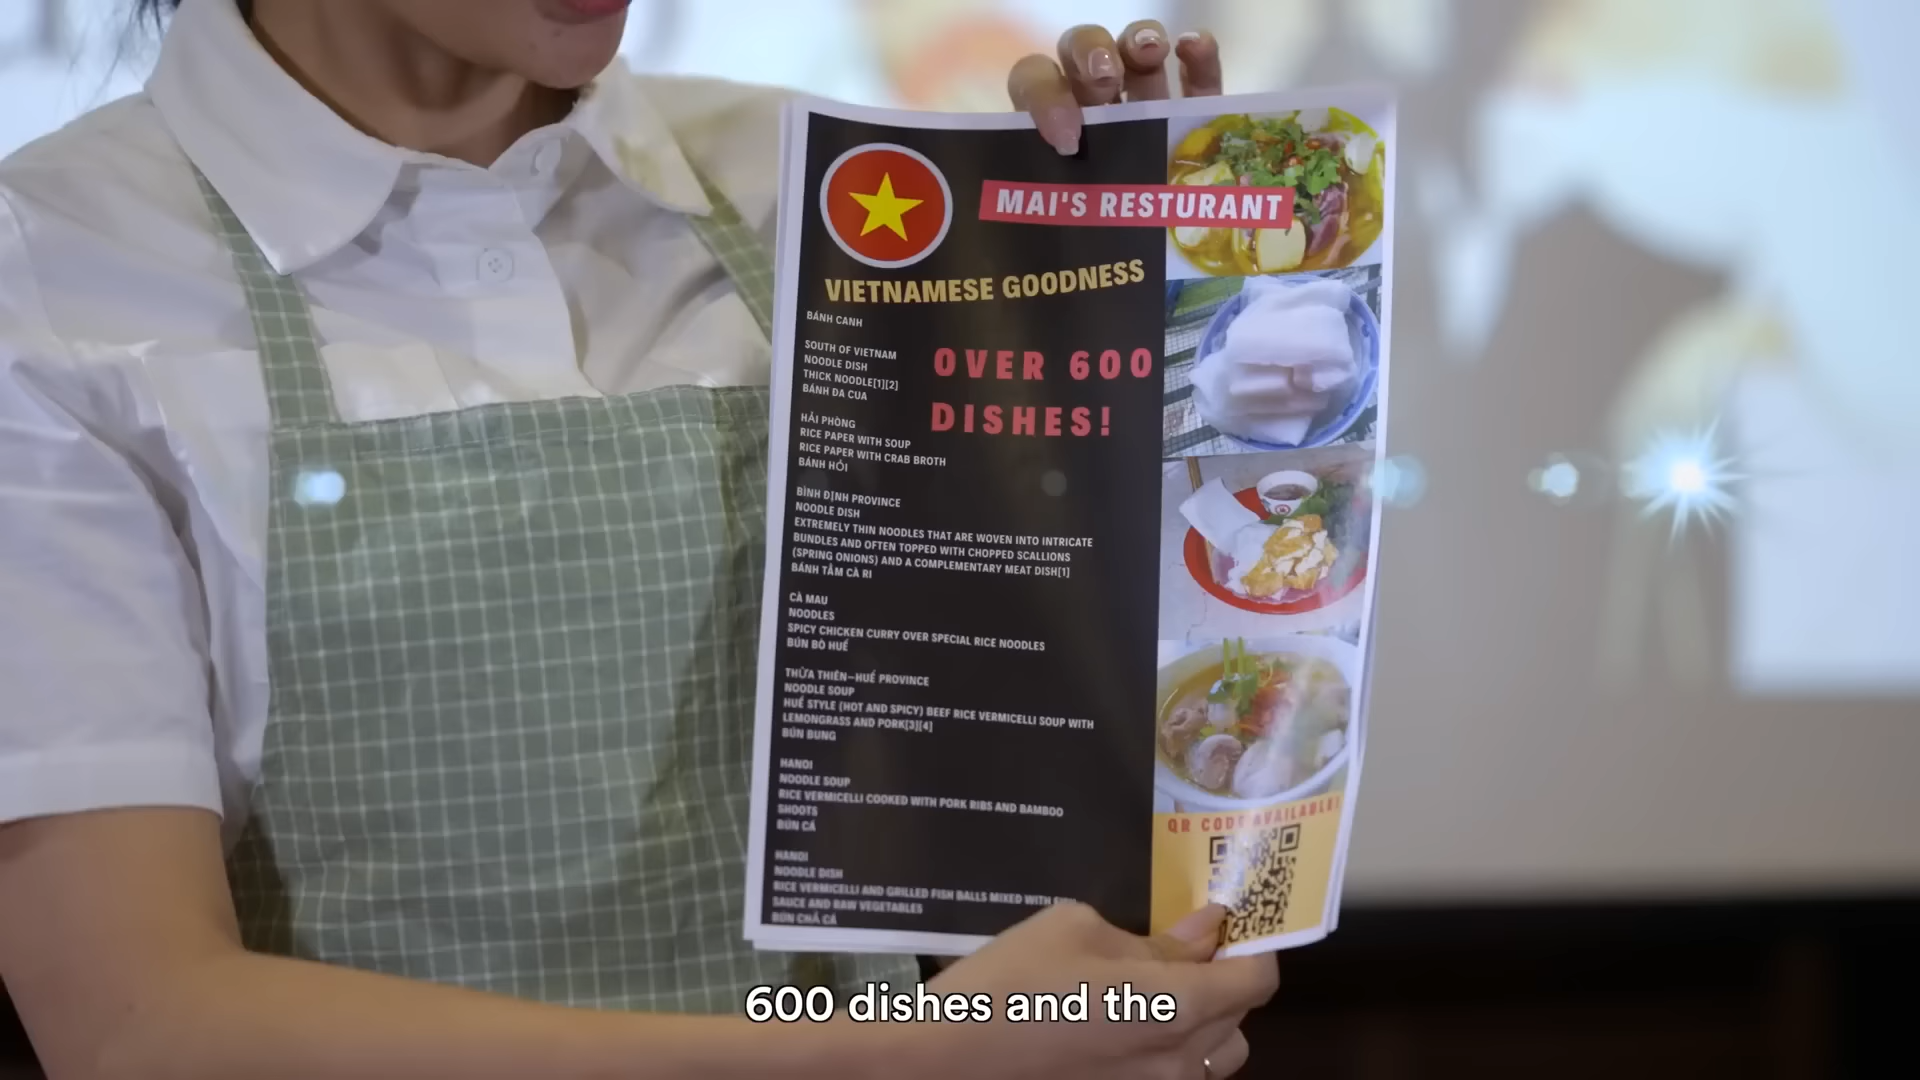 MAI'S RESTURANT
VIETNAMESE GOODNESS
OVER 600
DISHES!
BÁNH CANH
SOUTH OF VIETNAM
NOODLE DISH
THICK NOODLE[1][2]
BÁNH ĐA CUA
HẢI PHÒNG
RICE PAPER WITH SOUP
RICE PAPER WITH CRAB BROTH
BÁNH HỎI
BÌNH ĐỊNH PROVINCE
NOODLE DISH
EXTREMELY THIN NOODLES THAT ARE WOVEN INTO INTRICATE
BUNDLES AND OFTEN TOPPED WITH CHOPPED SCALLIONS
(SPRING ONIONS) AND A COMPLEMENTARY MEAT DISH[1]
BÁNH TẰM CÀ RI
CÀ MAU
NOODLES
SPICY CHICKEN CURRY OVER SPECIAL RICE NOODLES
BÚN BÒ HUẾ
THỪA THIÊN–HUẾ PROVINCE
NOODLE SOUP
HUẾ STYLE (HOT AND SPICY) BEEF RICE VERMICELLI SOUP WITH
LEMONGRASS AND PORK[3][4]
BÚN BUNG
HANOI
NOODLE SOUP
RICE VERMICELLI COOKED WITH PORK RIBS AND BAMBOO
SHOOTS
BÚN CÁ
HANOI
NOODLE DISH
RICE VERMICELLI AND GRILLED FISH BALLS MIXED WITH
SAUCE AND RAW VEGETABLES
BÚN CHẢ CÁ
QR CODE AVAILABLE!
600 dishes and the